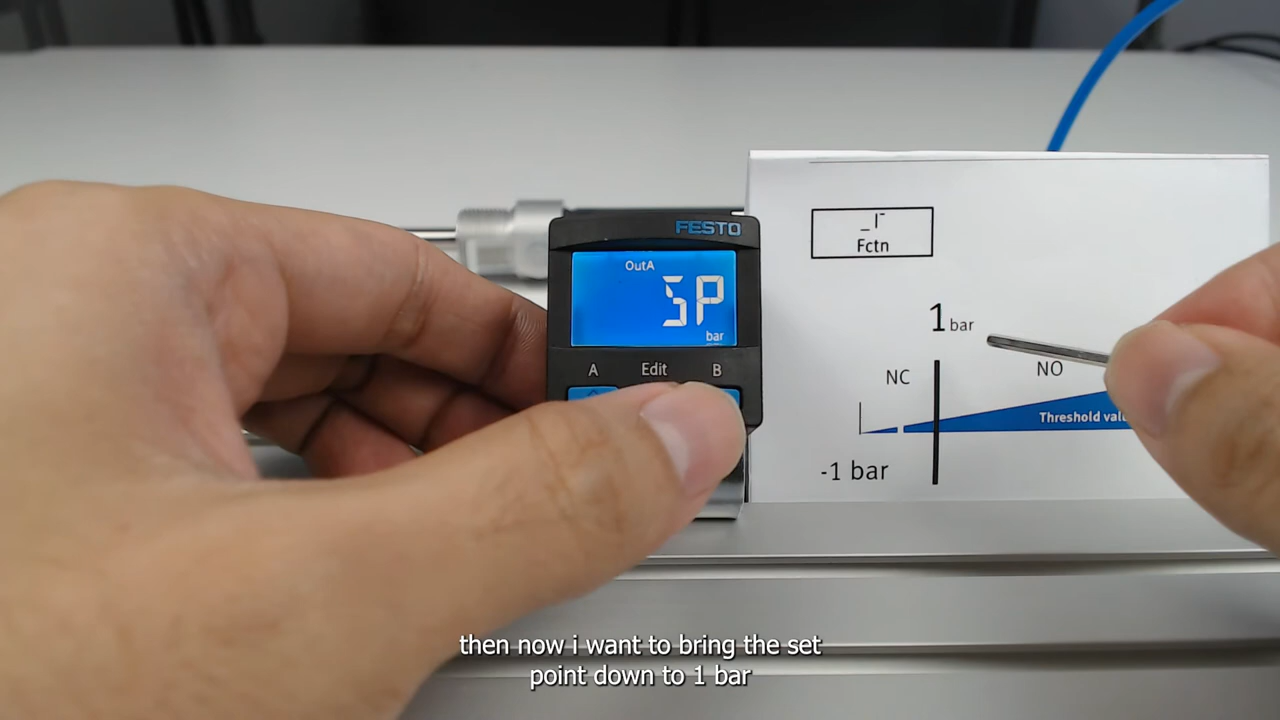 FESTO
OutA
SP
bar
A Edit B
_I‾
Fctn
1 bar
NC
NO
Threshold
-1 bar
then now i want to bring the set
point down to 1 bar